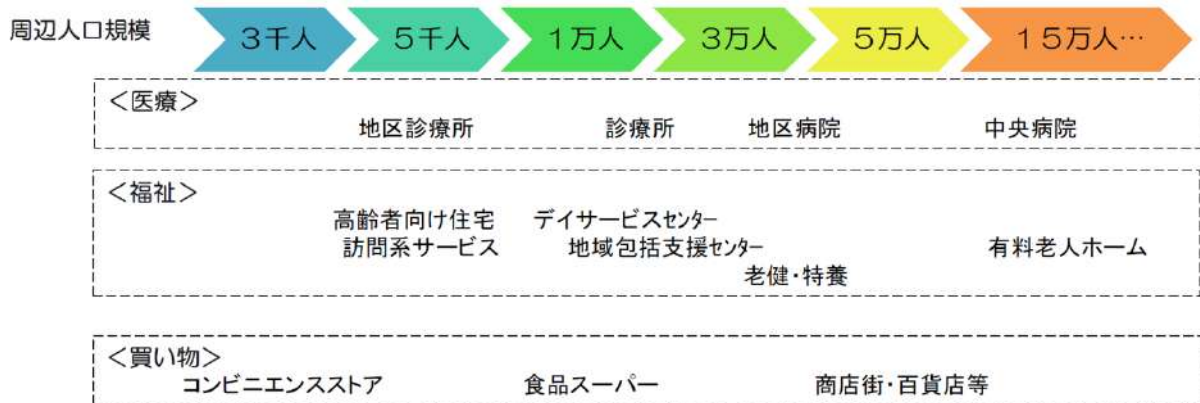 周辺人口規模 3千人 5千人 1万人 3万人 5万人 15万人…
<医療>
地区診療所 診療所 地区病院 中央病院
<福祉>
高齢者向け住宅 デイサービスセンター
訪問系サービス 地域包括支援センター 有料老人ホーム
老健・特養
<買い物>
コンビニエンスストア 食品スーパー 商店街・百貨店等